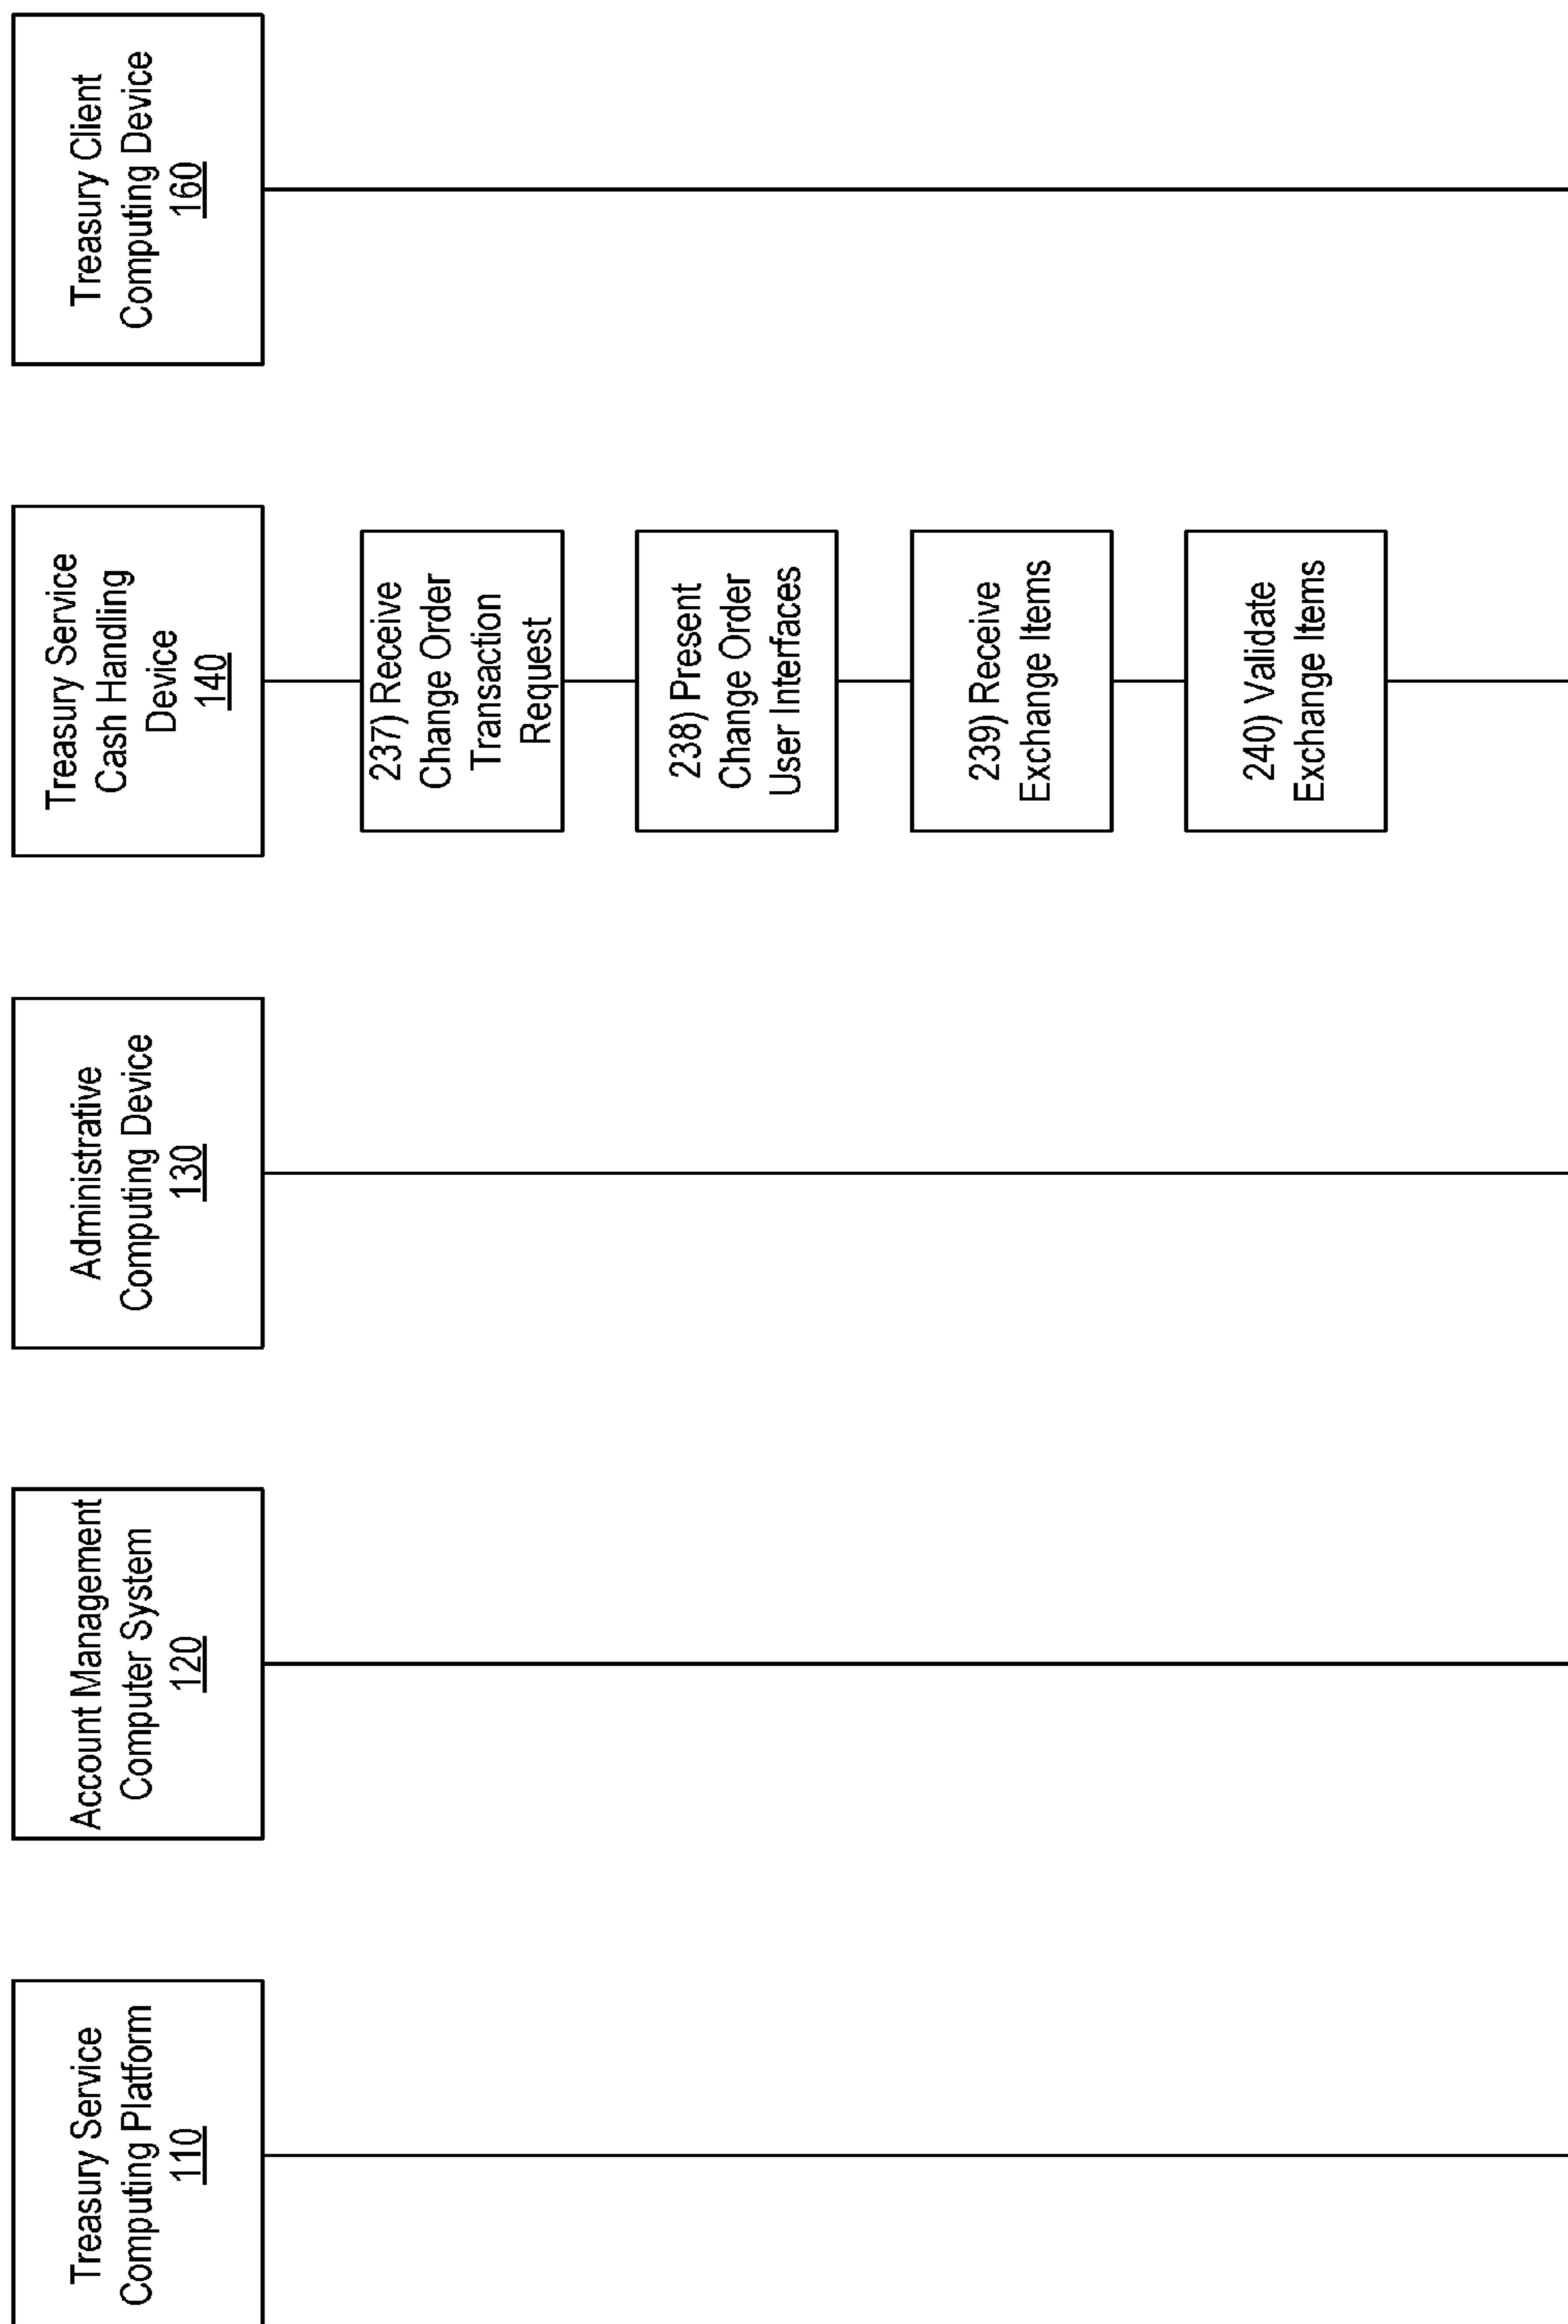 Treasury Service
Computing Platform
110
Account Management
Computer System
120
Administrative
Computing Device
130
Treasury Service
Cash Handling
Device
140
Treasury Client
Computing Device
160
237) Receive
Change Order
Transaction
Request
238) Present
Change Order
User Interfaces
239) Receive
Exchange Items
240) Validate
Exchange Items